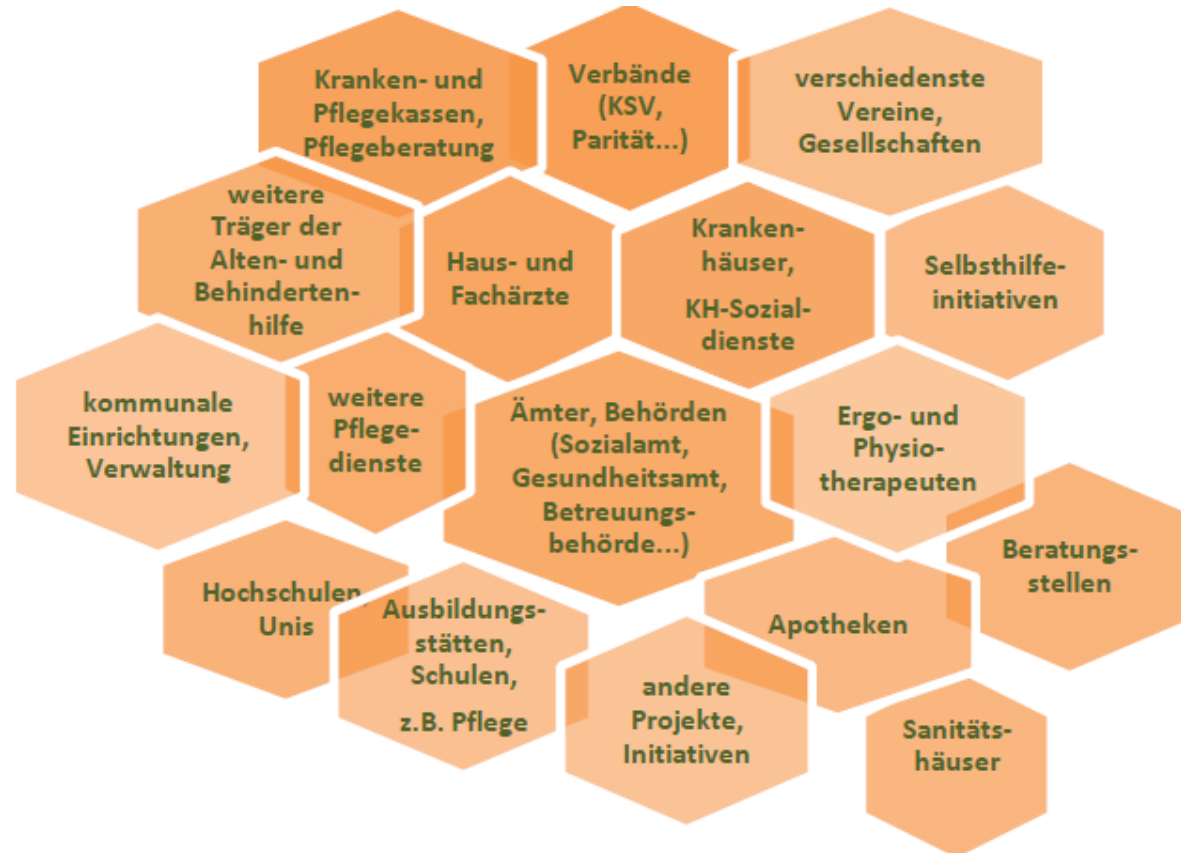 Kranken- und
Pflegekassen,
Pflegeberatung
Verbände
(KSV,
Parität...)
verschiedenste
Vereine,
Gesellschaften
weitere
Träger der
Alten- und
Behinderten-
hilfe
Haus- und
Fachärzte
Kranken-
häuser,
KH-Sozial-
dienste
Selbsthilfe-
initiativen
kommunale
Einrichtungen,
Verwaltung
weitere
Pflege-
dienste
Ämter, Behörden
(Sozialamt,
Gesundheitsamt,
Betreuungs-
behörde...)
Ergo- und
Physio-
therapeuten
Beratungs-
stellen
Hochschulen,
Unis
Ausbildungs-
stätten,
Schulen,
z.B. Pflege
andere
Projekte,
Initiativen
Apotheken
Sanitäts-
häuser